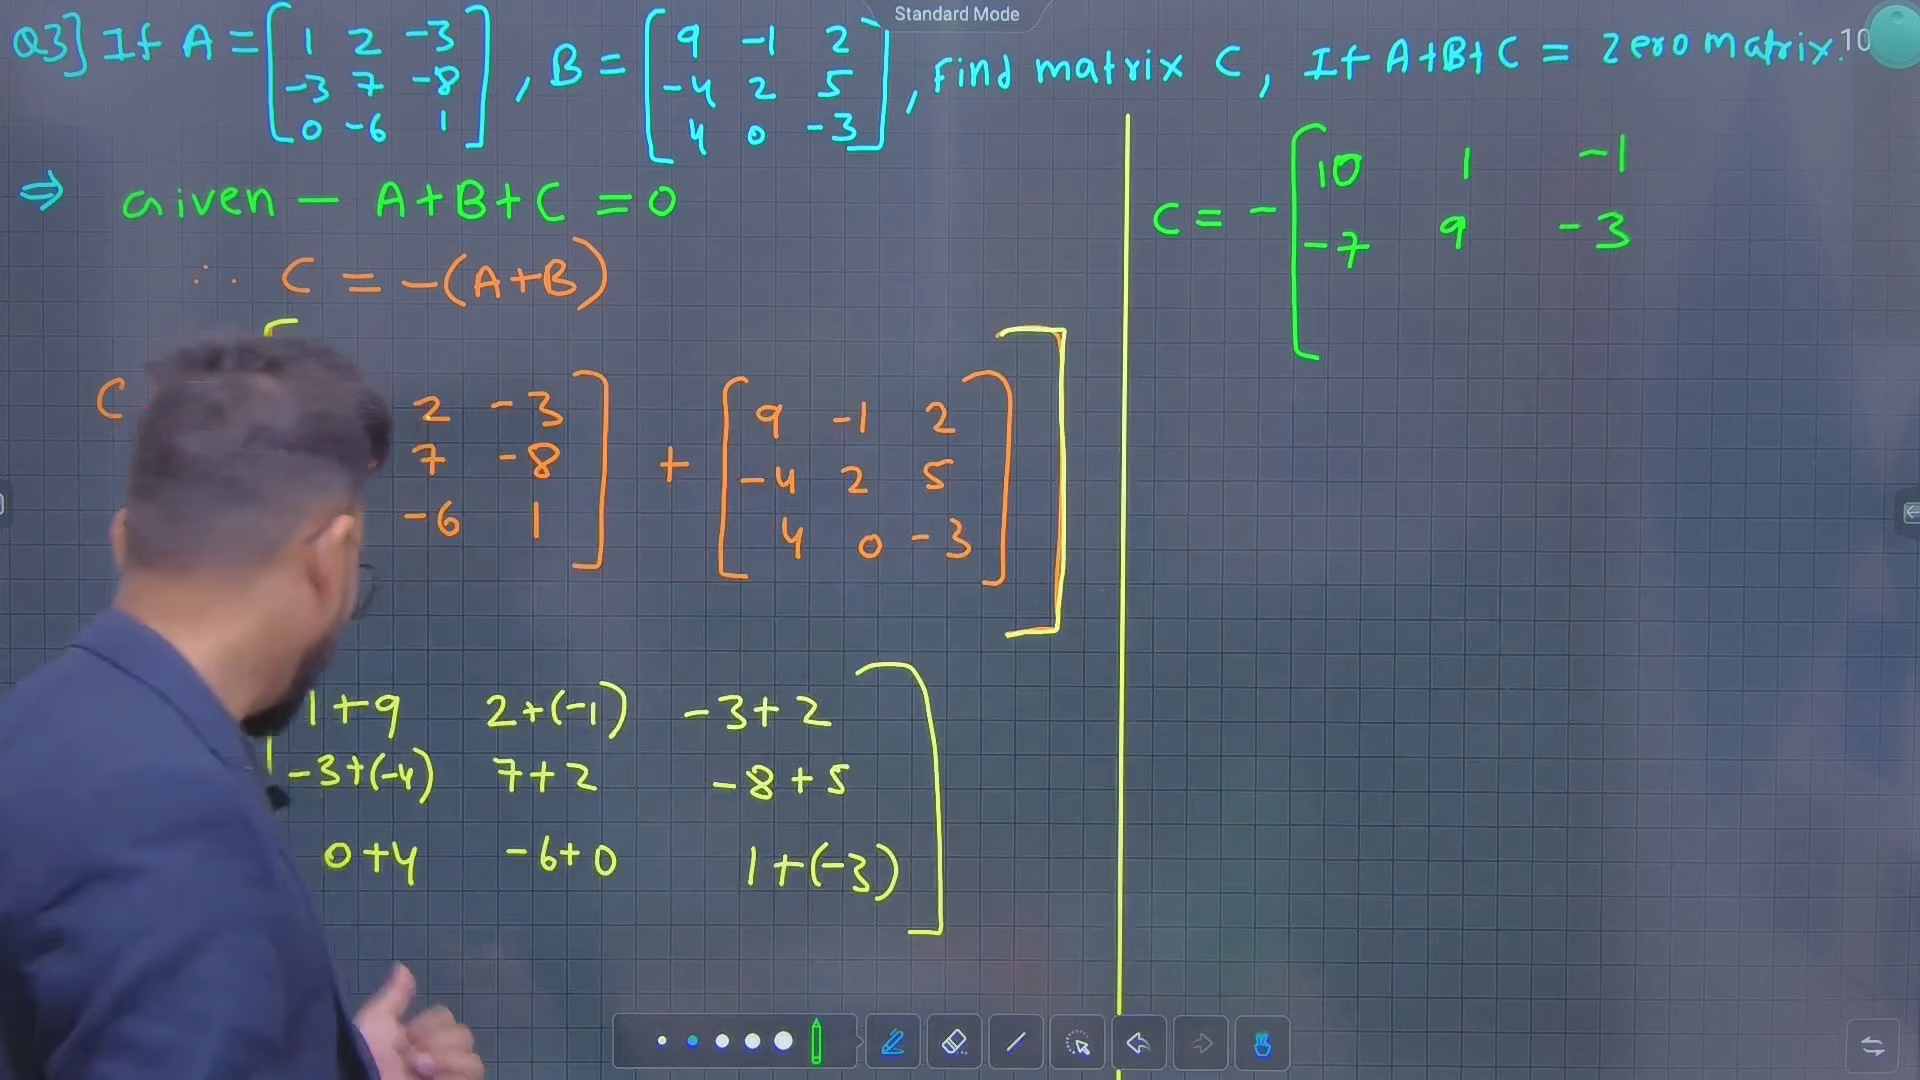 Standard Mode
10
Q3] If A = [1 2 -3
-3 7 -8
0 -6 1], B = [9 -1 2
-4 2 5
4 0 -3], Find matrix C, If A+B+C = zero matrix.
⇒ Given — A+B+C = 0
∴ C = -(A+B)
C 2 -3] + [9 -1 2]
7 -8 -4 2 5
-6 1 4 0 -3
1+9 2+(-1) -3+2
-3+(-4) 7+2 -8+5
0+4 -6+0 1+(-3)
C = -[10 1 -1
-7 9 -3